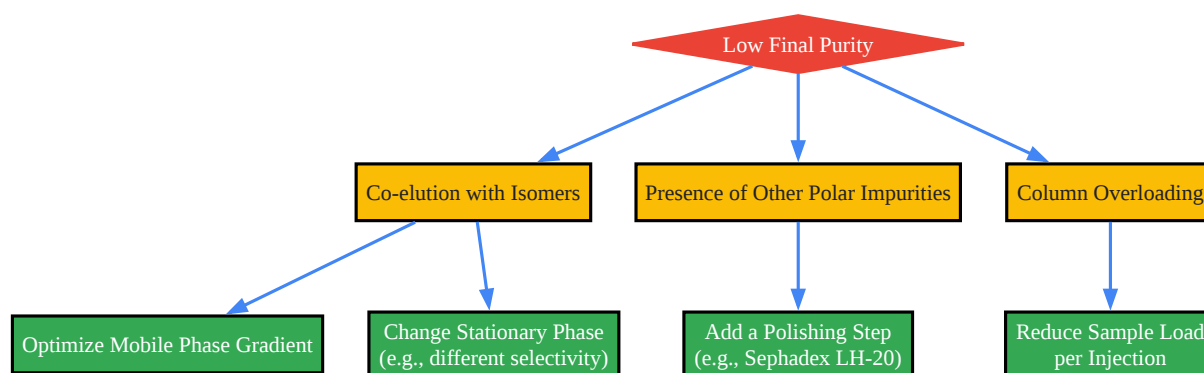 Low Final Purity
Co-elution with Isomers
Presence of Other Polar Impurities
Column Overloading
Optimize Mobile Phase Gradient
Change Stationary Phase
(e.g., different selectivity)
Add a Polishing Step
(e.g., Sephadex LH-20)
Reduce Sample Load
per Injection